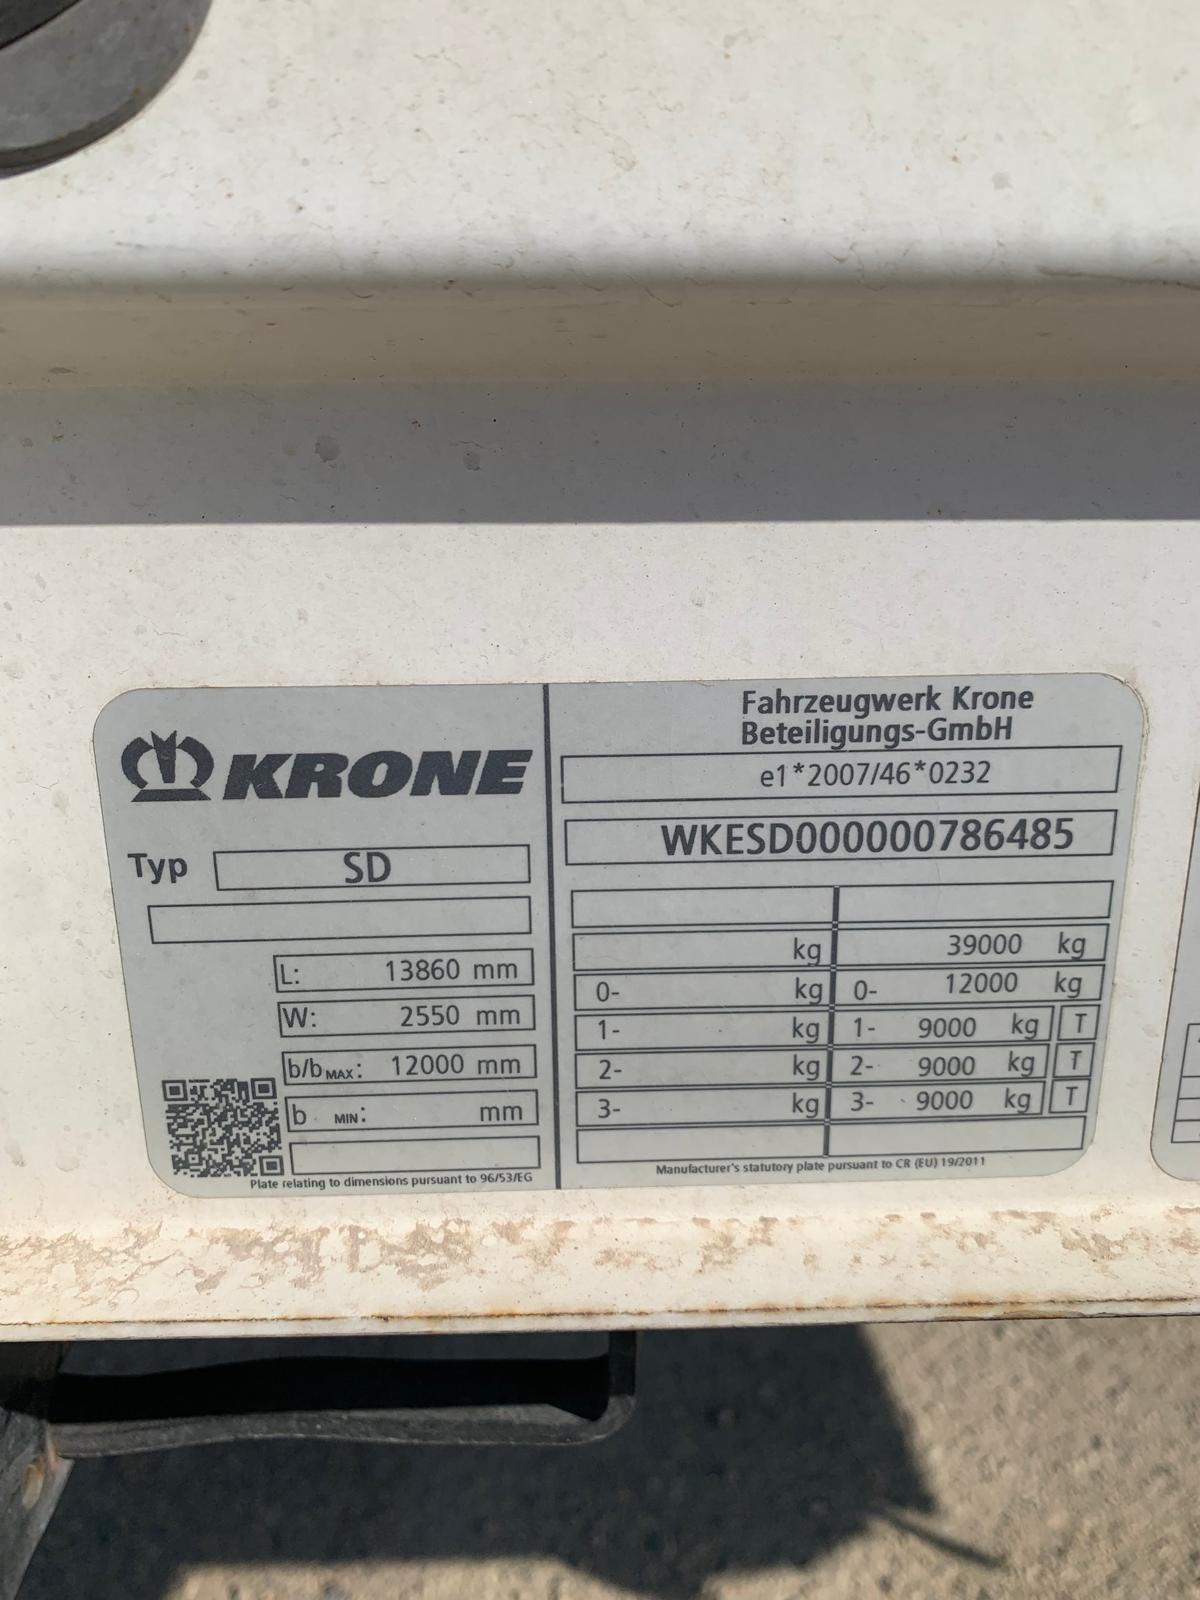 KRONE
Typ SD
L: 13860 mm
W: 2550 mm
b/b MAX: 12000 mm
b MIN: mm
Plate relating to dimensions pursuant to 96/53/EG
Fahrzeugwerk Krone
Beteiligungs-GmbH
e1*2007/46*0232
WKESD000000786485
kg 39000 kg
0- kg 0- 12000 kg
1- kg 1- 9000 kg T
2- kg 2- 9000 kg T
3- kg 3- 9000 kg T
Manufacturer's statutory plate pursuant to CR (EU) 19/2011